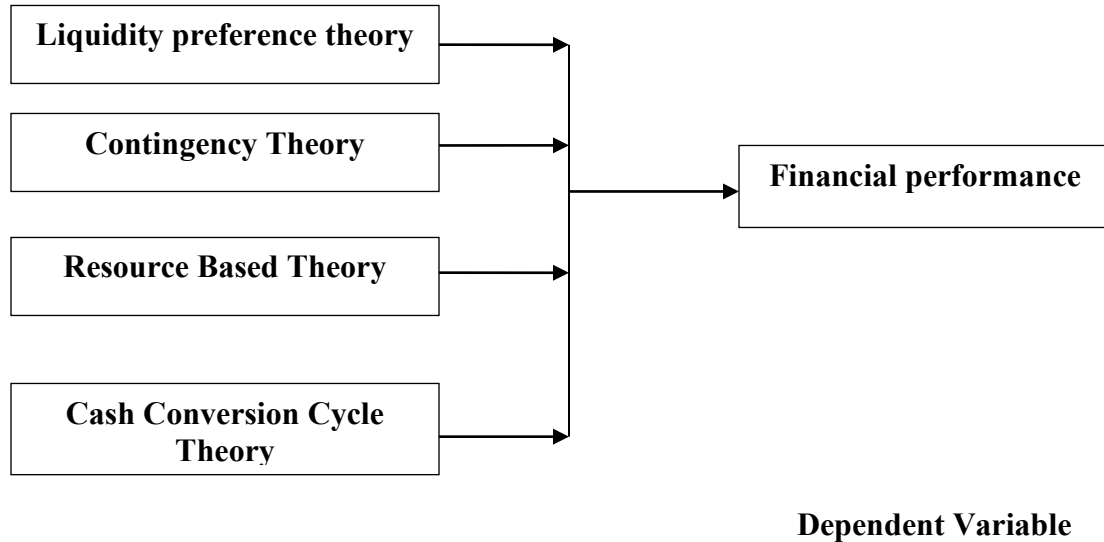 Liquidity preference theory
Contingency Theory
Resource Based Theory
Cash Conversion Cycle
Theory
Financial performance
Dependent Variable